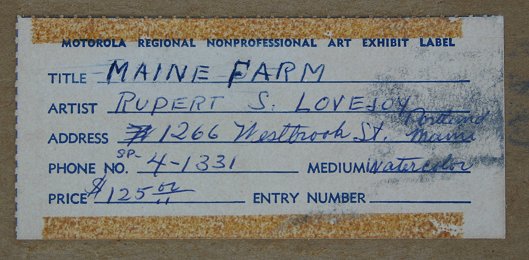 MOTOROLA REGIONAL NONPROFESSIONAL ART EXHIBIT LABEL
TITLE MAINE FARM
ARTIST RUPERT S. LOVEJOY
ADDRESS # 1266 Westbrook St. Portland Maine
PHONE NO. SP- 4-1331 MEDIUM Watercolor
PRICE $125.00 ENTRY NUMBER